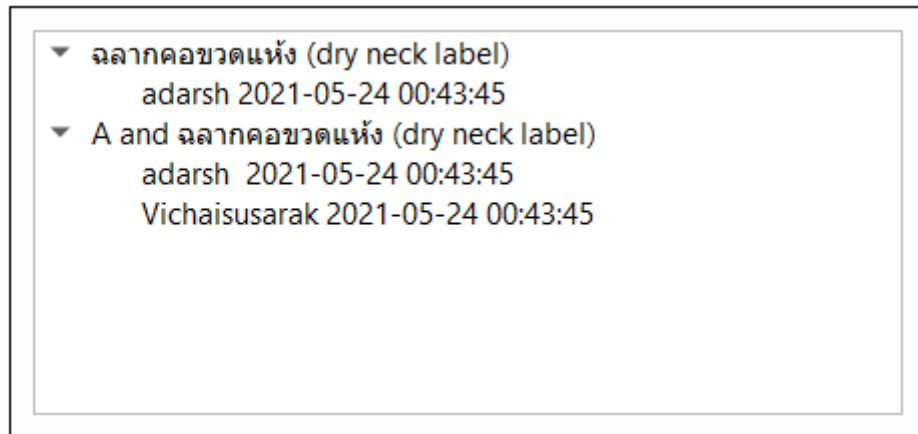 ฉลากคอขวดแห้ง (dry neck label)
adarsh 2021-05-24 00:43:45
A and ฉลากคอขวดแห้ง (dry neck label)
adarsh  2021-05-24 00:43:45
Vichaisusarak 2021-05-24 00:43:45